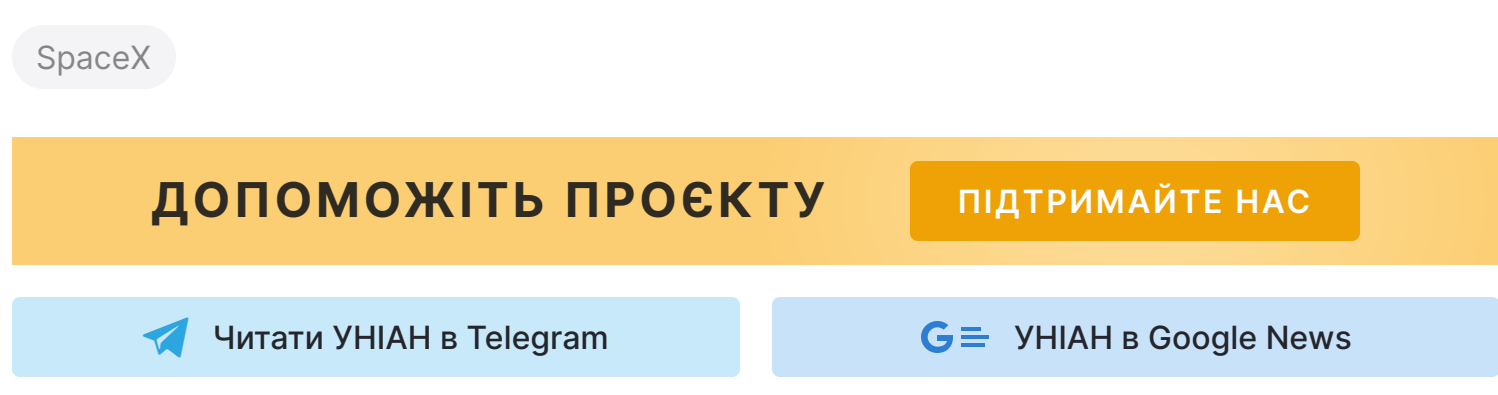 SpaceX
ДОПОМОЖІТЬ ПРОЄКТУ
ПІДТРИМАЙТЕ НАС
Читати УНІАН в Telegram
УНІАН в Google News